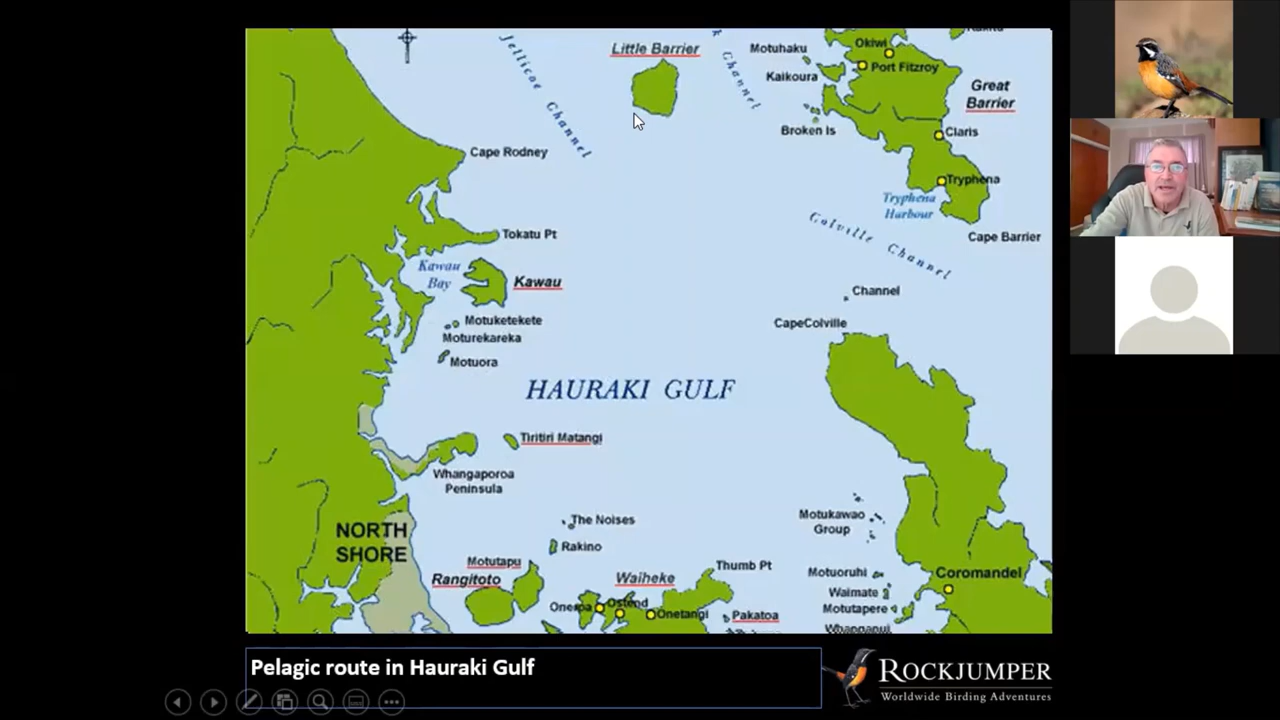 Jellicoe Channel
Little Barrier
k Channel
Motuhaku
Okiwi
Port Fitzroy
Kaikoura
Great
Barrier
Broken Is
Claris
Cape Rodney
Tryphena
Tryphena
Harbour
Colville Channel
Cape Barrier
Tokatu Pt
Kawau
Bay
Kawau
Channel
CapeColville
Motuketekete
Moturekareka
Motuora
HAURAKI GULF
Tiritiri Matangi
Whangaporoa
Peninsula
NORTH
SHORE
The Noises
Rakino
Motukawao
Group
Motutapu
Rangitoto
Waiheke
Thumb Pt
Motuoruhi
Coromandel
Waimate
Motutapere
Oneroa
Ostend
Onetangi
Pakatoa
Whanganui
Pelagic route in Hauraki Gulf
ROCKJUMPER
Worldwide Birding Adventures